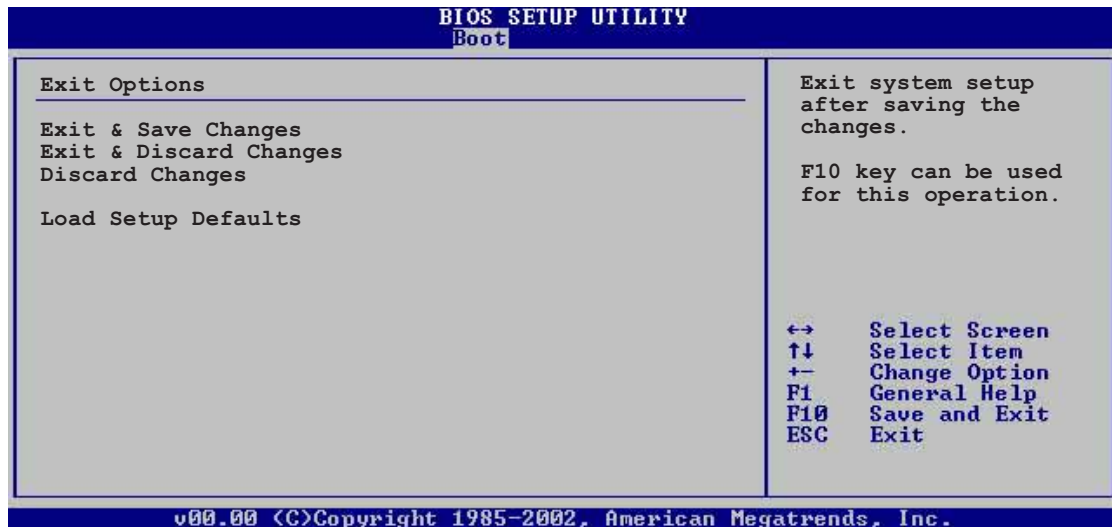 BIOS SETUP UTILITY
Boot
Exit Options
Exit & Save Changes
Exit & Discard Changes
Discard Changes
Load Setup Defaults
Exit system setup
after saving the
changes.
F10 key can be used
for this operation.
←→ Select Screen
↑↓ Select Item
+- Change Option
F1 General Help
F10 Save and Exit
ESC Exit
v00.00 (C)Copyright 1985-2002, American Megatrends, Inc.